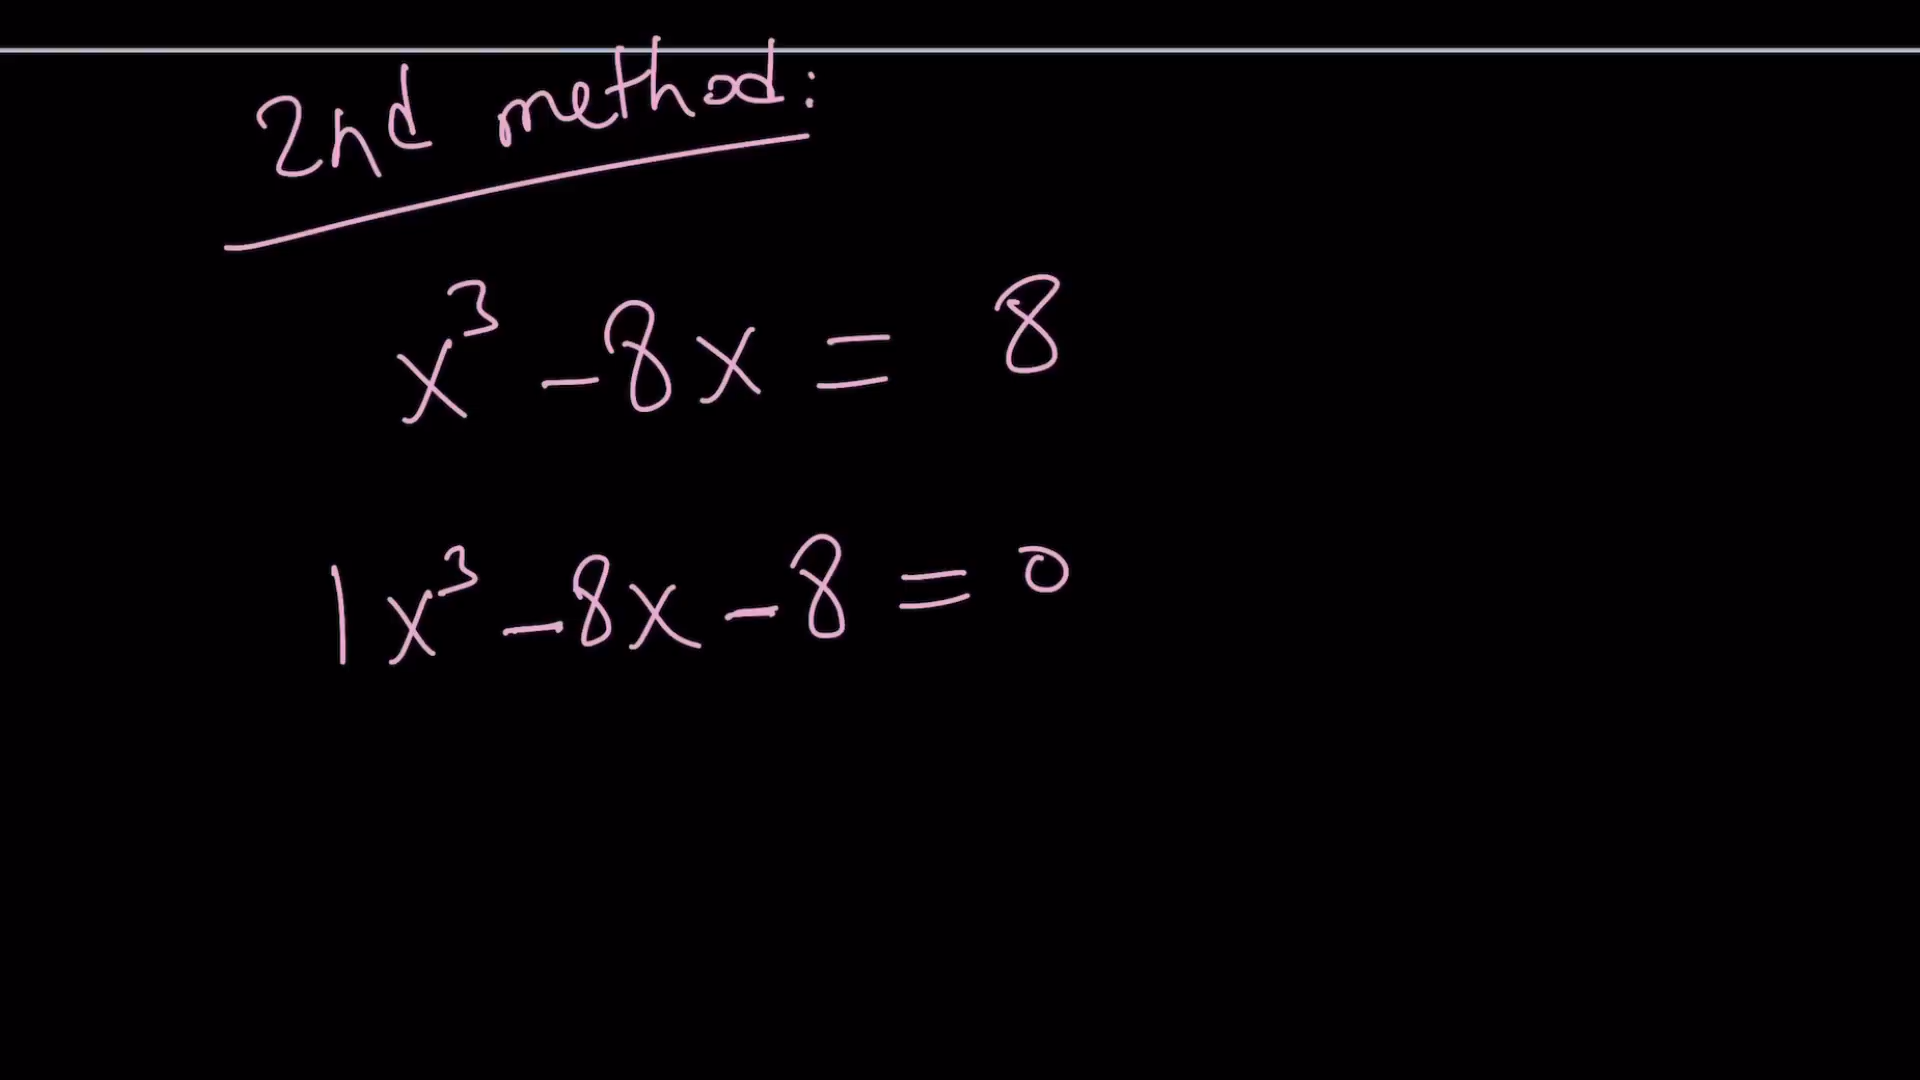 2nd method:
x³ - 8x = 8
1x³ - 8x - 8 = 0